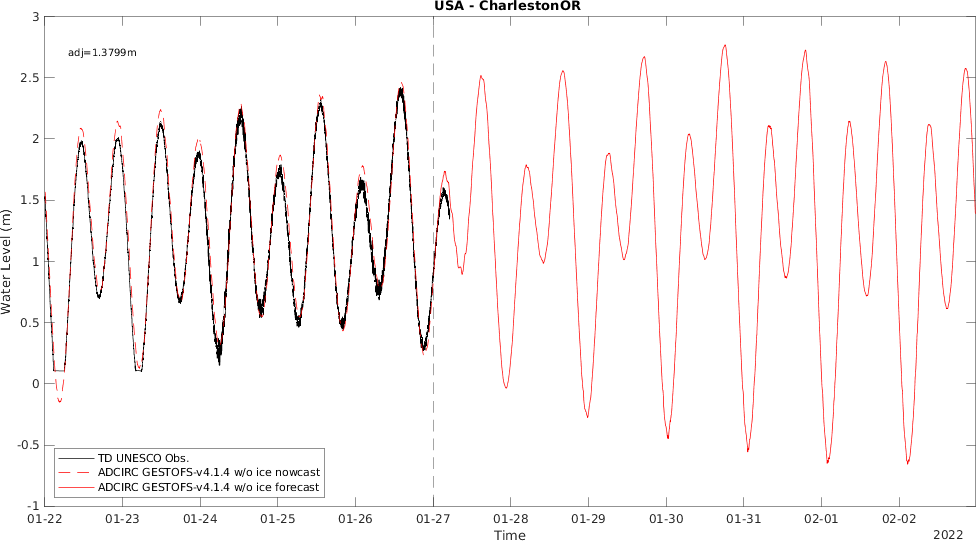 USA - CharlestonOR
adj=1.3799m
3
2.5
2
1.5
1
0.5
0
-0.5
-1
Water Level (m)
TD UNESCO Obs.
ADCIRC GESTOFS-v4.1.4 w/o ice nowcast
ADCIRC GESTOFS-v4.1.4 w/o ice forecast
01-22 01-23 01-24 01-25 01-26 01-27 01-28 01-29 01-30 01-31 02-01 02-02
Time
2022